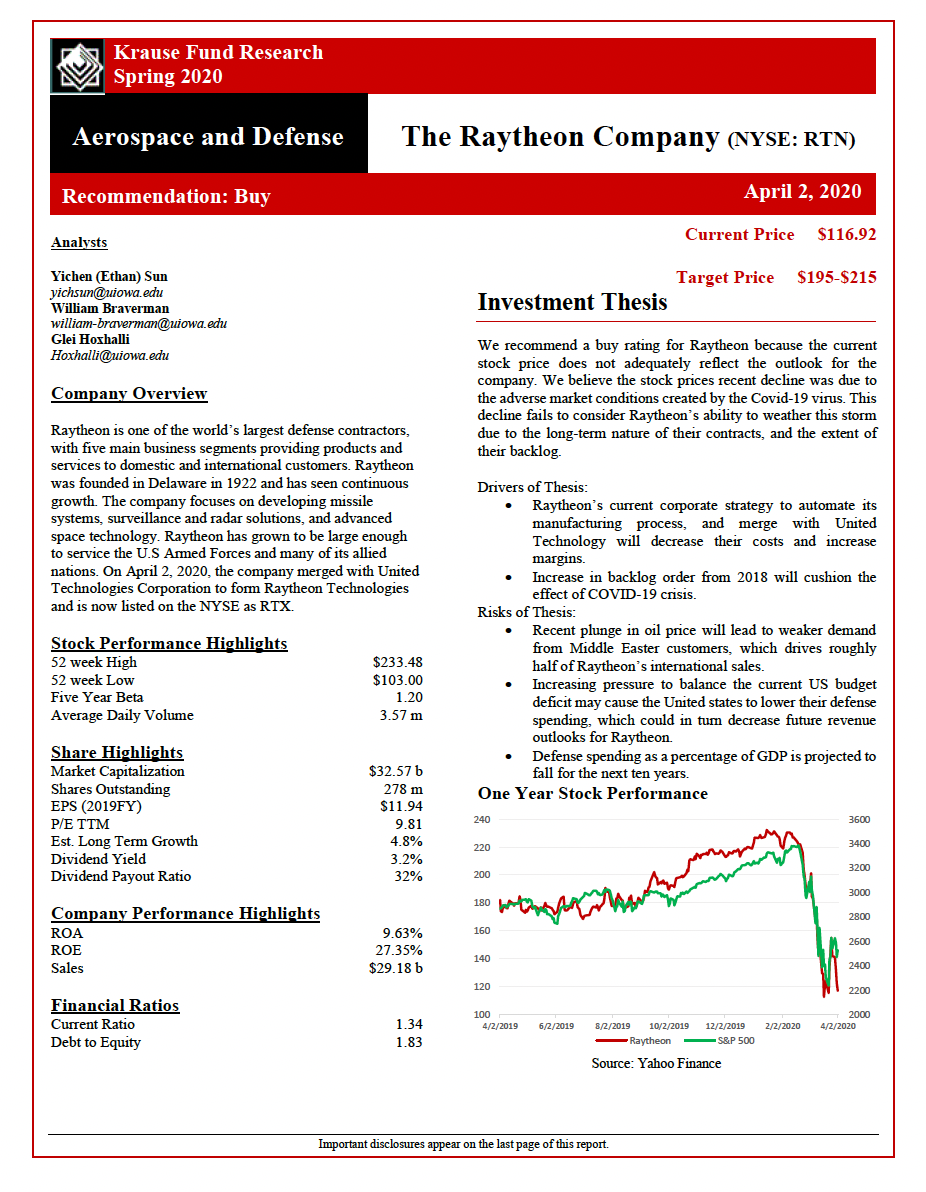 Krause Fund Research
Spring 2020
Aerospace and Defense
The Raytheon Company (NYSE: RTN)
Recommendation: Buy
April 2, 2020
Analysts
Yichen (Ethan) Sun
yichsun@uiowa.edu
William Braverman
william-braverman@uiowa.edu
Glei Hoxhalli
Hoxhalli@uiowa.edu
Company Overview
Raytheon is one of the world's largest defense contractors,
with five main business segments providing products and
services to domestic and international customers. Raytheon
was founded in Delaware in 1922 and has seen continuous
growth. The company focuses on developing missile
systems, surveillance and radar solutions, and advanced
space technology. Raytheon has grown to be large enough
to service the U.S Armed Forces and many of its allied
nations. On April 2, 2020, the company merged with United
Technologies Corporation to form Raytheon Technologies
and is now listed on the NYSE as RTX.
Stock Performance Highlights
52 week High $233.48
52 week Low $103.00
Five Year Beta 1.20
Average Daily Volume 3.57 m
Share Highlights
Market Capitalization $32.57 b
Shares Outstanding 278 m
EPS (2019FY) $11.94
P/E TTM 9.81
Est. Long Term Growth 4.8%
Dividend Yield 3.2%
Dividend Payout Ratio 32%
Company Performance Highlights
ROA 9.63%
ROE 27.35%
Sales $29.18 b
Financial Ratios
Current Ratio 1.34
Debt to Equity 1.83
Current Price $116.92
Target Price $195-$215
Investment Thesis
We recommend a buy rating for Raytheon because the current
stock price does not adequately reflect the outlook for the
company. We believe the stock prices recent decline was due to
the adverse market conditions created by the Covid-19 virus. This
decline fails to consider Raytheon's ability to weather this storm
due to the long-term nature of their contracts, and the extent of
their backlog.
Drivers of Thesis:
• Raytheon's current corporate strategy to automate its
manufacturing process, and merge with United
Technology will decrease their costs and increase
margins.
• Increase in backlog order from 2018 will cushion the
effect of COVID-19 crisis.
Risks of Thesis:
• Recent plunge in oil price will lead to weaker demand
from Middle Easter customers, which drives roughly
half of Raytheon's international sales.
• Increasing pressure to balance the current US budget
deficit may cause the United states to lower their defense
spending, which could in turn decrease future revenue
outlooks for Raytheon.
• Defense spending as a percentage of GDP is projected to
fall for the next ten years.
One Year Stock Performance
240 3600
220 3400
200 3200
180 3000
160 2800
140 2600
120 2400
100 2200
2000
4/2/2019 6/2/2019 8/2/2019 10/2/2019 12/2/2019 2/2/2020 4/2/2020
Raytheon S&P 500
Source: Yahoo Finance
Important disclosures appear on the last page of this report.